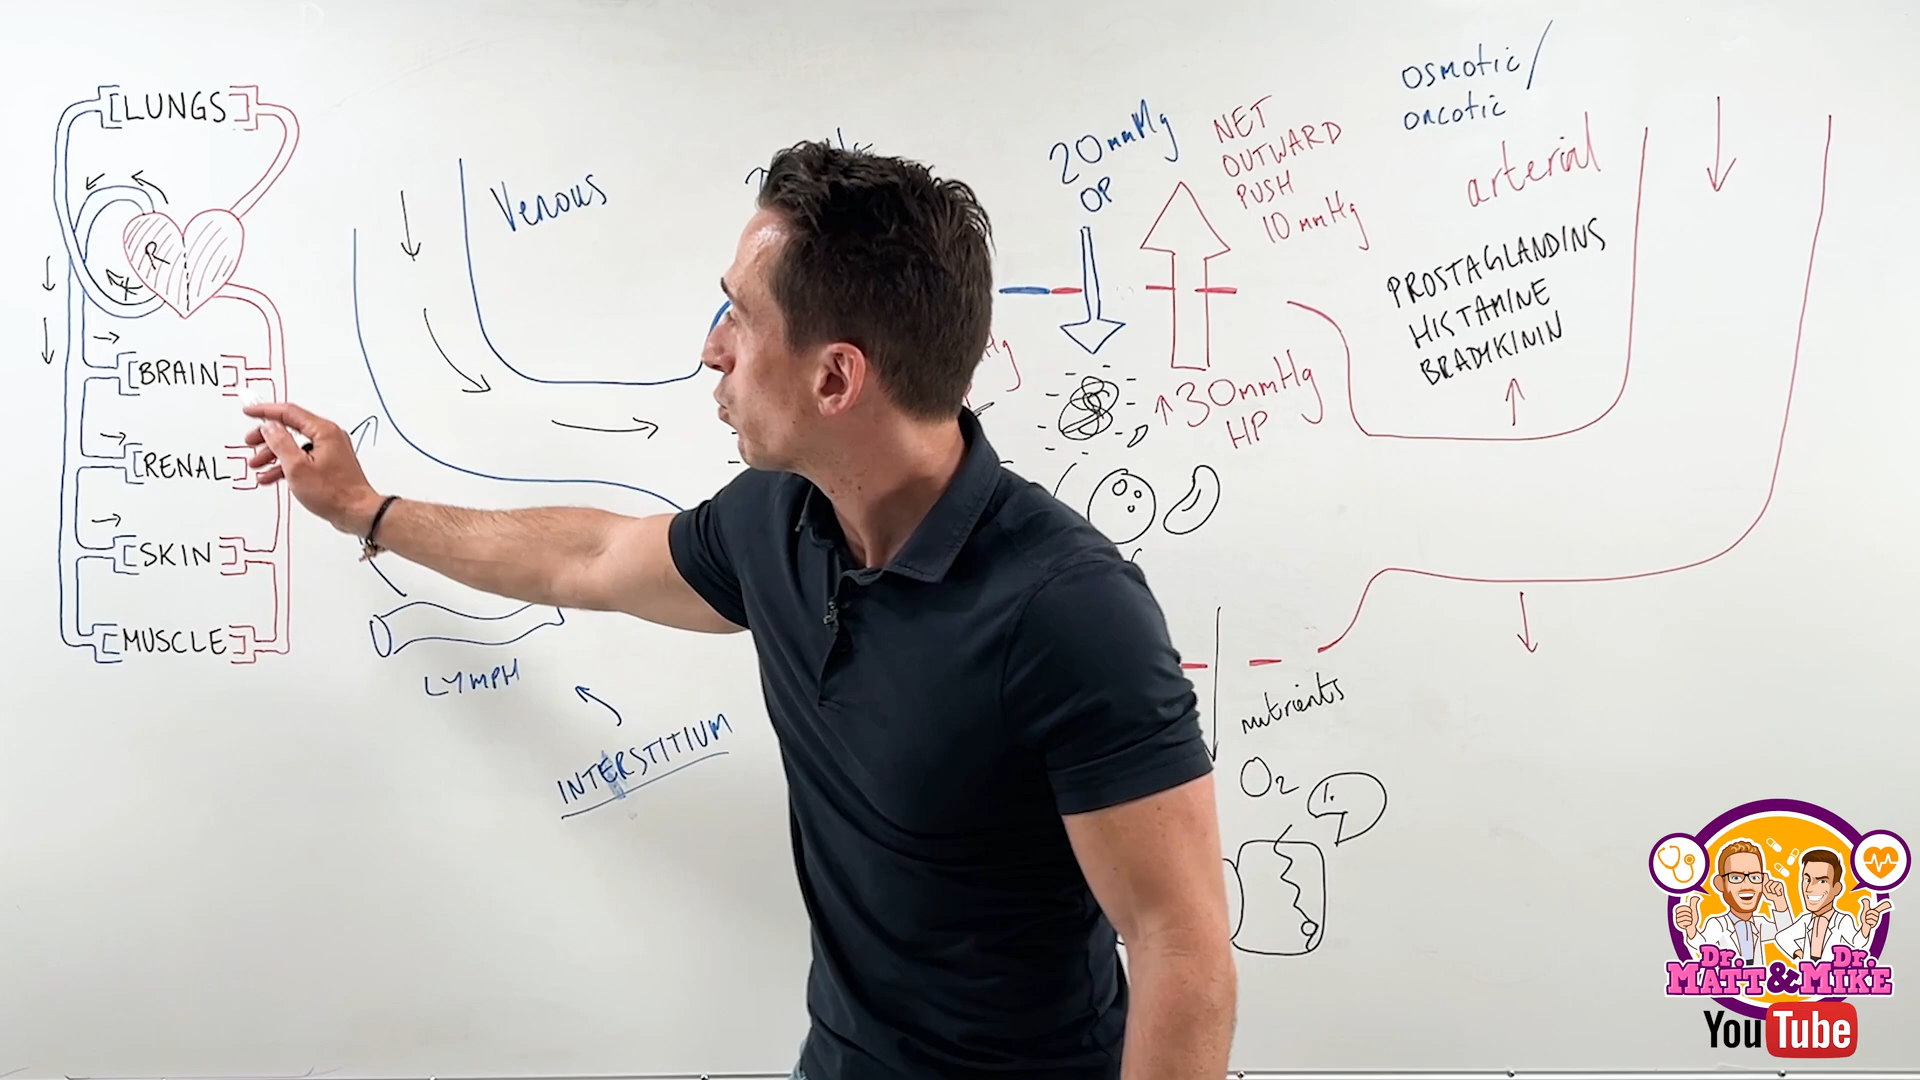 LUNGS
R
BRAIN
RENAL
SKIN
MUSCLE
Venous
LYMPH
INTERSTITIUM
20mmHg
OP
NET
OUTWARD
PUSH
10 mmHg
↑30mmHg
HP
osmotic/
oncotic
arterial
PROSTAGLANDINS
HISTAMINE
BRADYKININ
nutrients
O2
1.
Dr. Dr.
MATT & MIKE
YouTube